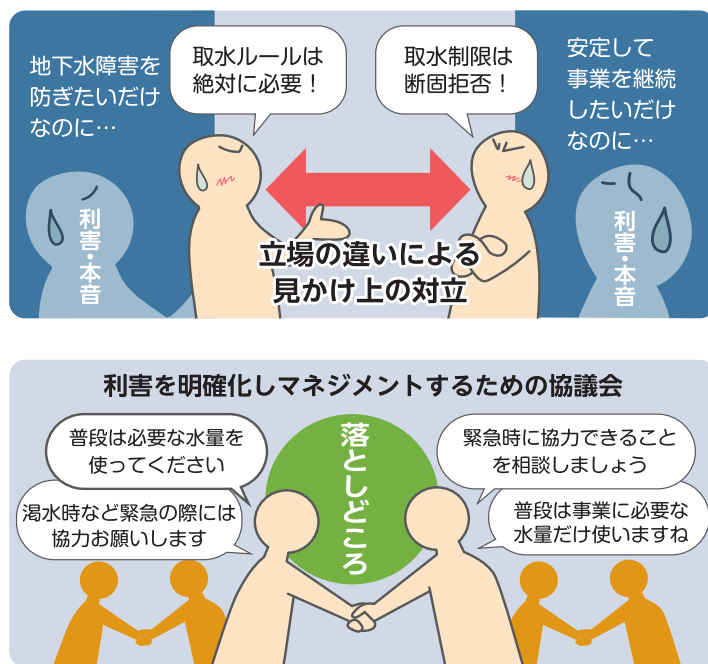 地下水障害を
防ぎたいだけ
なのに…
取水ルールは
絶対に必要！
取水制限は
断固拒否！
安定して
事業を継続
したいだけ
なのに…
利害・本音
利害・本音
立場の違いによる
見かけ上の対立
利害を明確化しマネジメントするための協議会
普段は必要な水量を
使ってください
渇水時など緊急の際には
協力お願いします
落としどころ
緊急時に協力できること
を相談しましょう
普段は事業に必要な
水量だけ使いますね